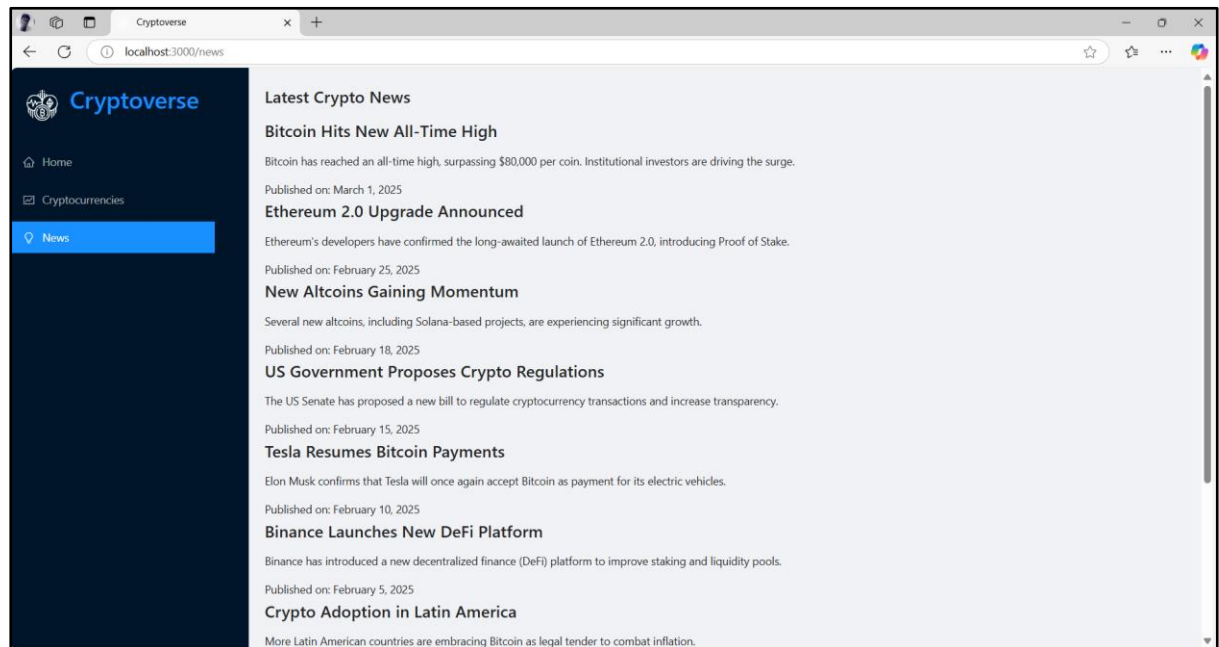 Cryptoverse
localhost:3000/news
Cryptoverse
Home
Cryptocurrencies
News
Latest Crypto News
Bitcoin Hits New All-Time High
Bitcoin has reached an all-time high, surpassing $80,000 per coin. Institutional investors are driving the surge.
Published on: March 1, 2025
Ethereum 2.0 Upgrade Announced
Ethereum's developers have confirmed the long-awaited launch of Ethereum 2.0, introducing Proof of Stake.
Published on: February 25, 2025
New Altcoins Gaining Momentum
Several new altcoins, including Solana-based projects, are experiencing significant growth.
Published on: February 18, 2025
US Government Proposes Crypto Regulations
The US Senate has proposed a new bill to regulate cryptocurrency transactions and increase transparency.
Published on: February 15, 2025
Tesla Resumes Bitcoin Payments
Elon Musk confirms that Tesla will once again accept Bitcoin as payment for its electric vehicles.
Published on: February 10, 2025
Binance Launches New DeFi Platform
Binance has introduced a new decentralized finance (DeFi) platform to improve staking and liquidity pools.
Published on: February 5, 2025
Crypto Adoption in Latin America
More Latin American countries are embracing Bitcoin as legal tender to combat inflation.